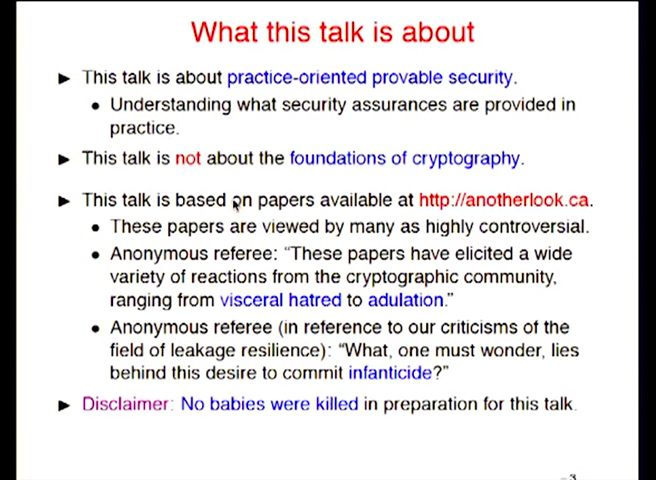 What this talk is about
► This talk is about practice-oriented provable security.
• Understanding what security assurances are provided in
practice.
► This talk is not about the foundations of cryptography.
► This talk is based on papers available at http://anotherlook.ca.
• These papers are viewed by many as highly controversial.
• Anonymous referee: “These papers have elicited a wide
variety of reactions from the cryptographic community,
ranging from visceral hatred to adulation.”
• Anonymous referee (in reference to our criticisms of the
field of leakage resilience): “What, one must wonder, lies
behind this desire to commit infanticide?”
► Disclaimer: No babies were killed in preparation for this talk.
– 3